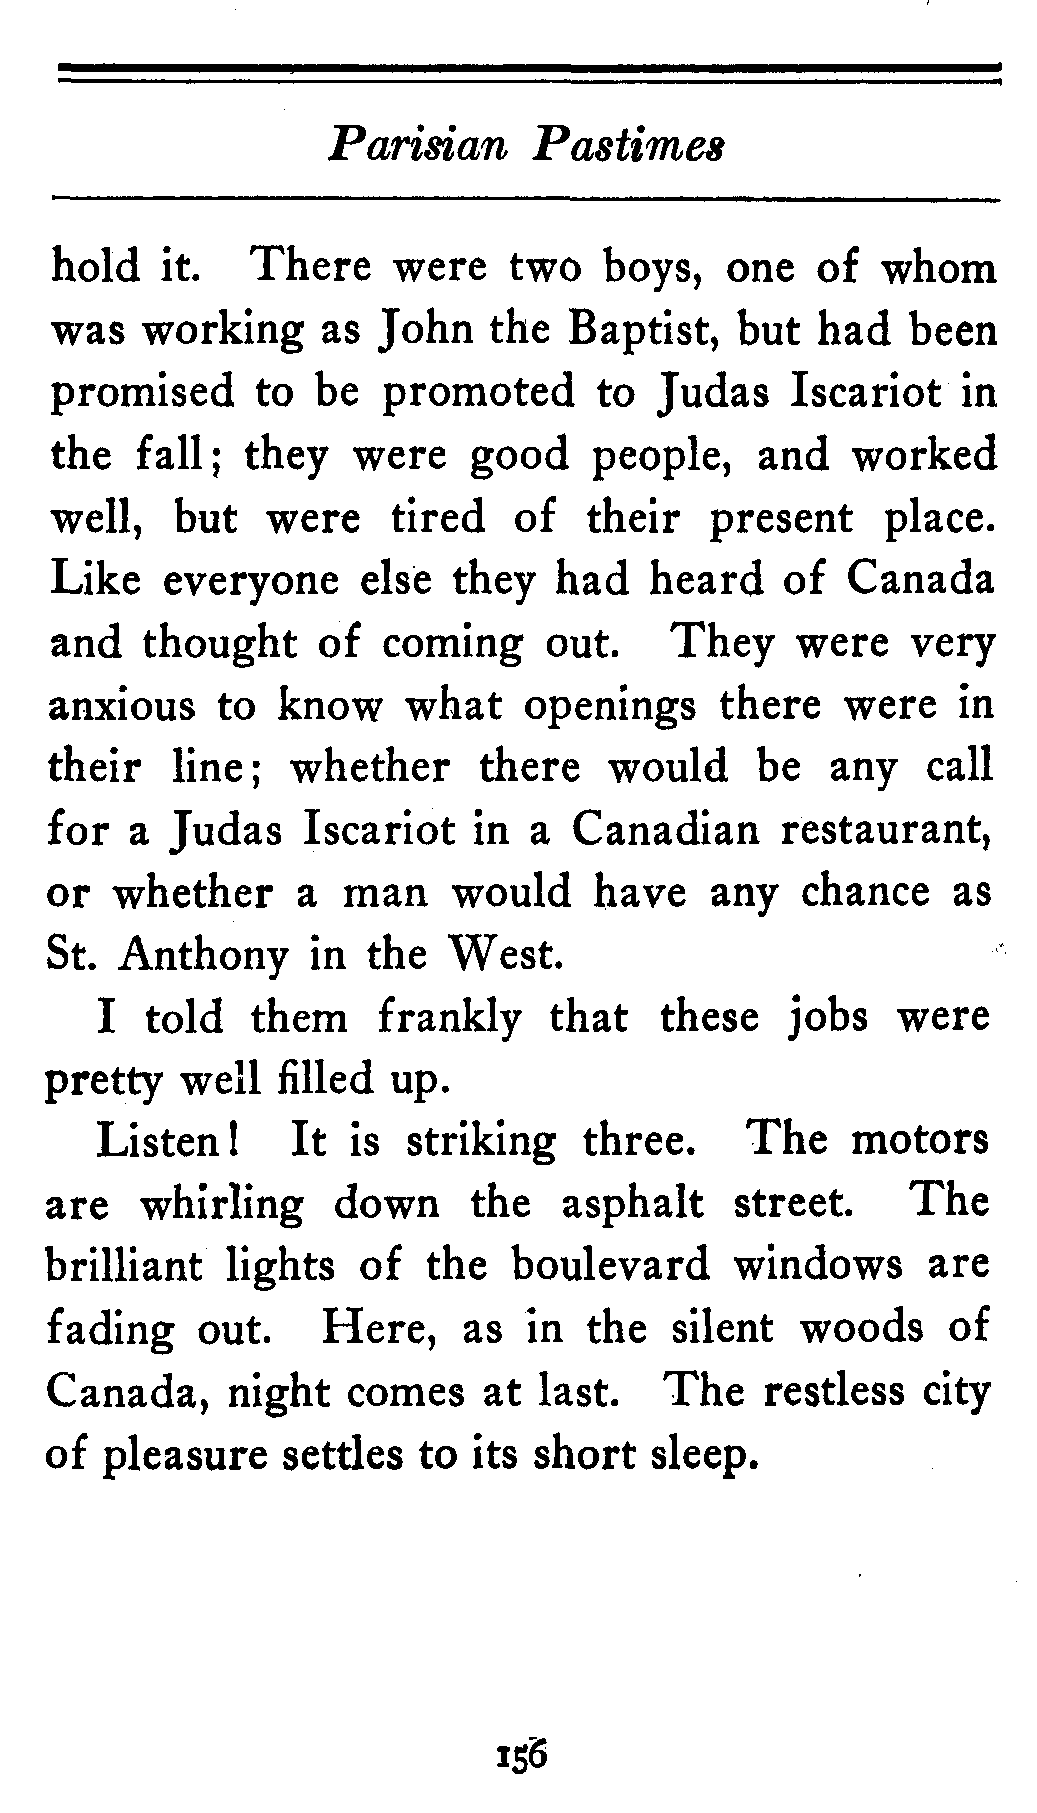 Parisian Pastimes
hold it. There were two boys, one of whom
was working as John the Baptist, but had been
promised to be promoted to Judas Iscariot in
the fall; they were good people, and worked
well, but were tired of their present place.
Like everyone else they had heard of Canada
and thought of coming out. They were very
anxious to know what openings there were in
their line; whether there would be any call
for a Judas Iscariot in a Canadian restaurant,
or whether a man would have any chance as
St. Anthony in the West.
I told them frankly that these jobs were
pretty well filled up.
Listen! It is striking three. The motors
are whirling down the asphalt street. The
brilliant lights of the boulevard windows are
fading out. Here, as in the silent woods of
Canada, night comes at last. The restless city
of pleasure settles to its short sleep.
156